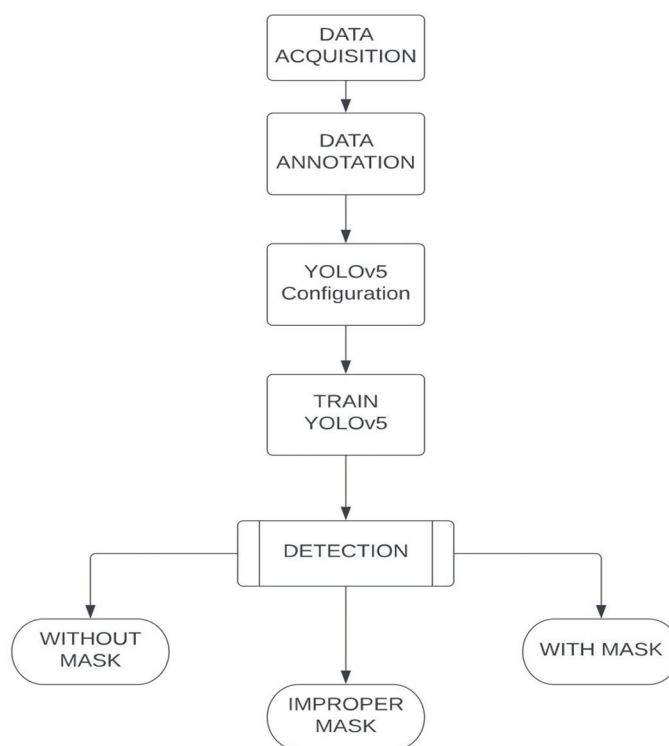 DATA
ACQUISITION
DATA
ANNOTATION
YOLOv5
Configuration
TRAIN
YOLOv5
DETECTION
WITHOUT
MASK
IMPROPER
MASK
WITH MASK